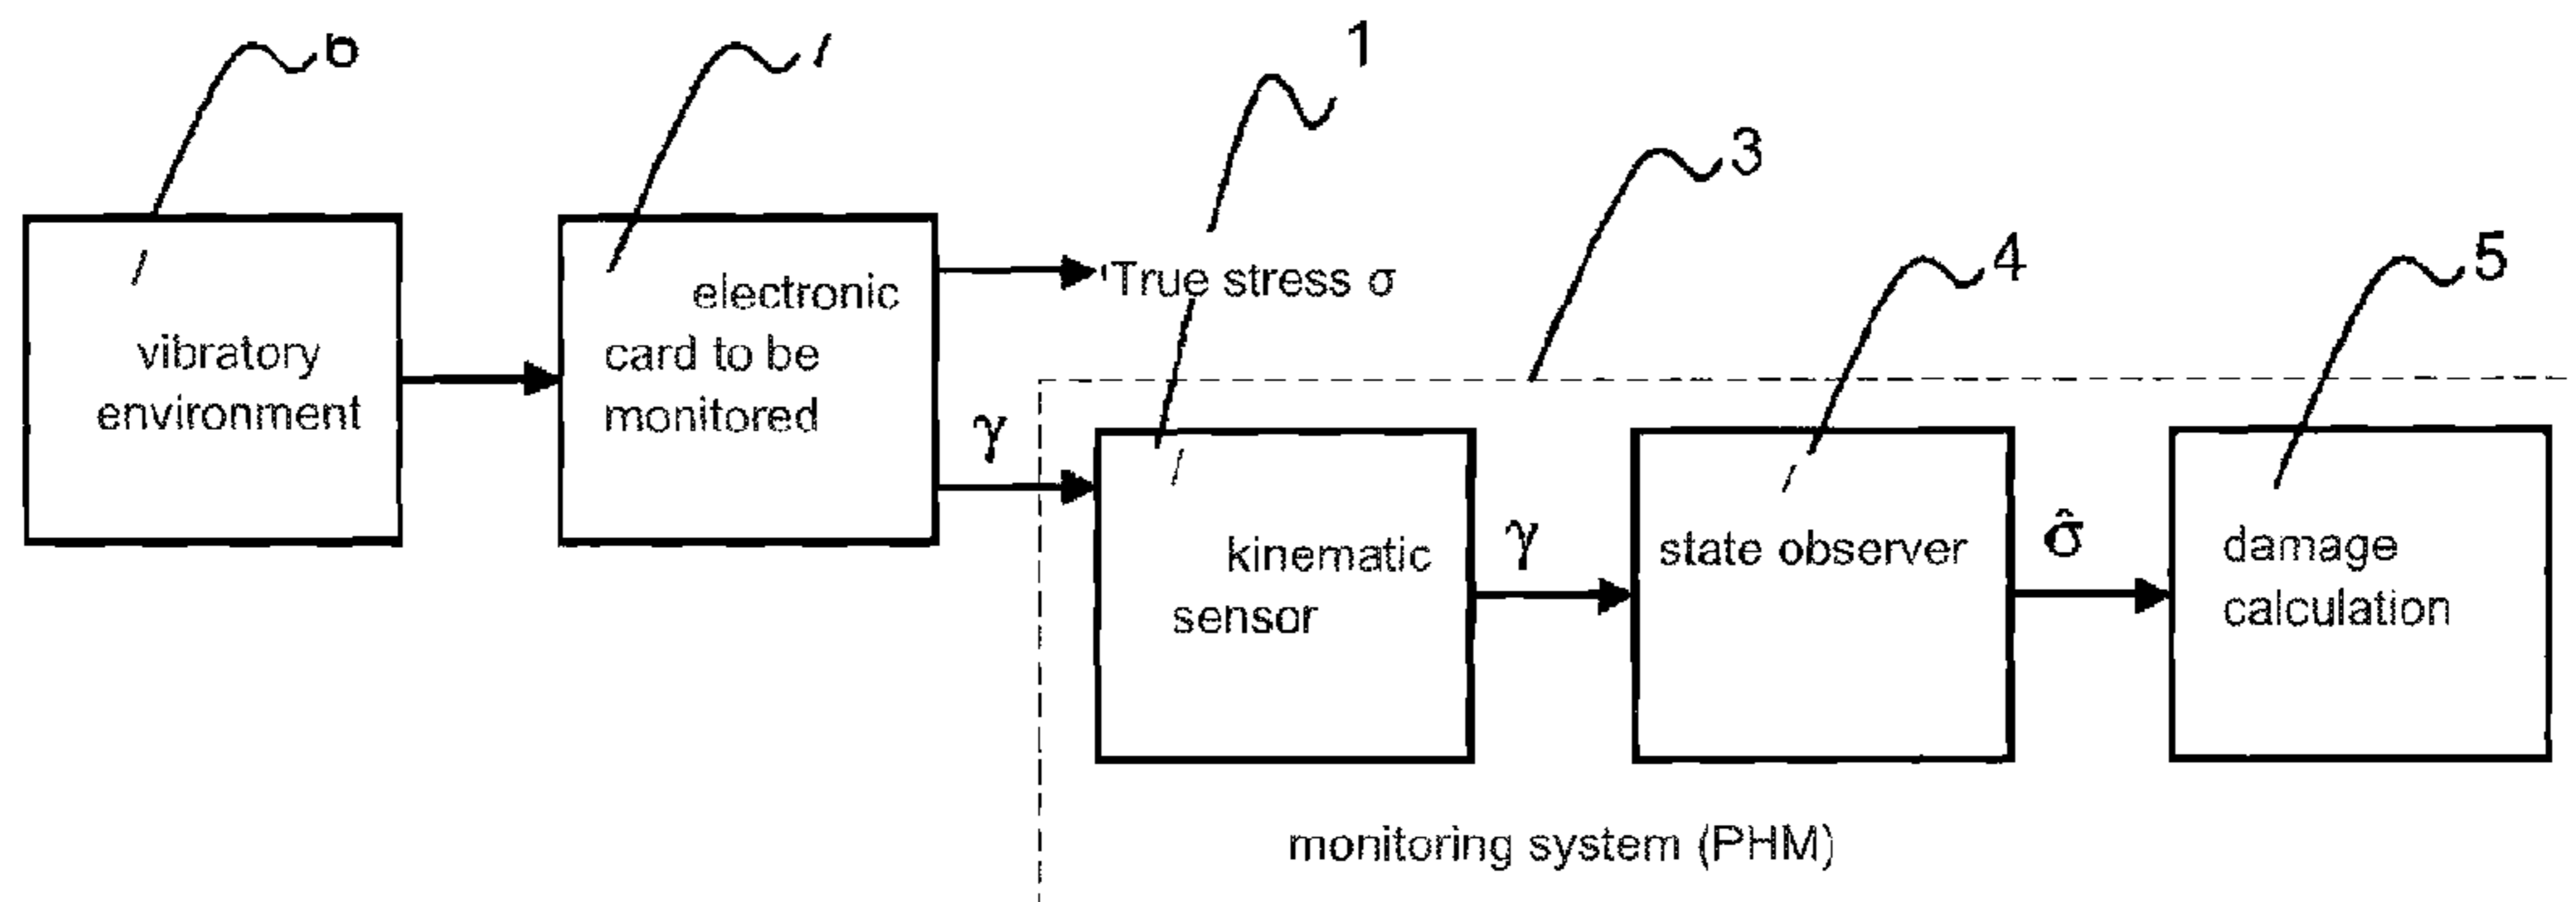 1
3
4
5
'True stress σ
electronic
card to be
monitored
vibratory
environment
γ
kinematic
sensor
γ
state observer
σ̂
damage
calculation
monitoring system (PHM)